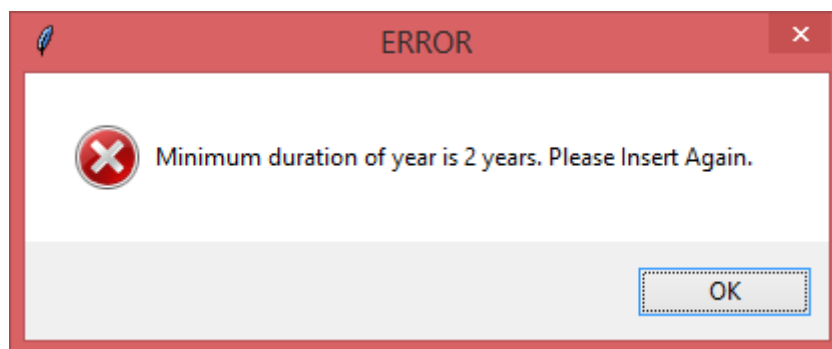 ERROR
Minimum duration of year is 2 years. Please Insert Again.
OK